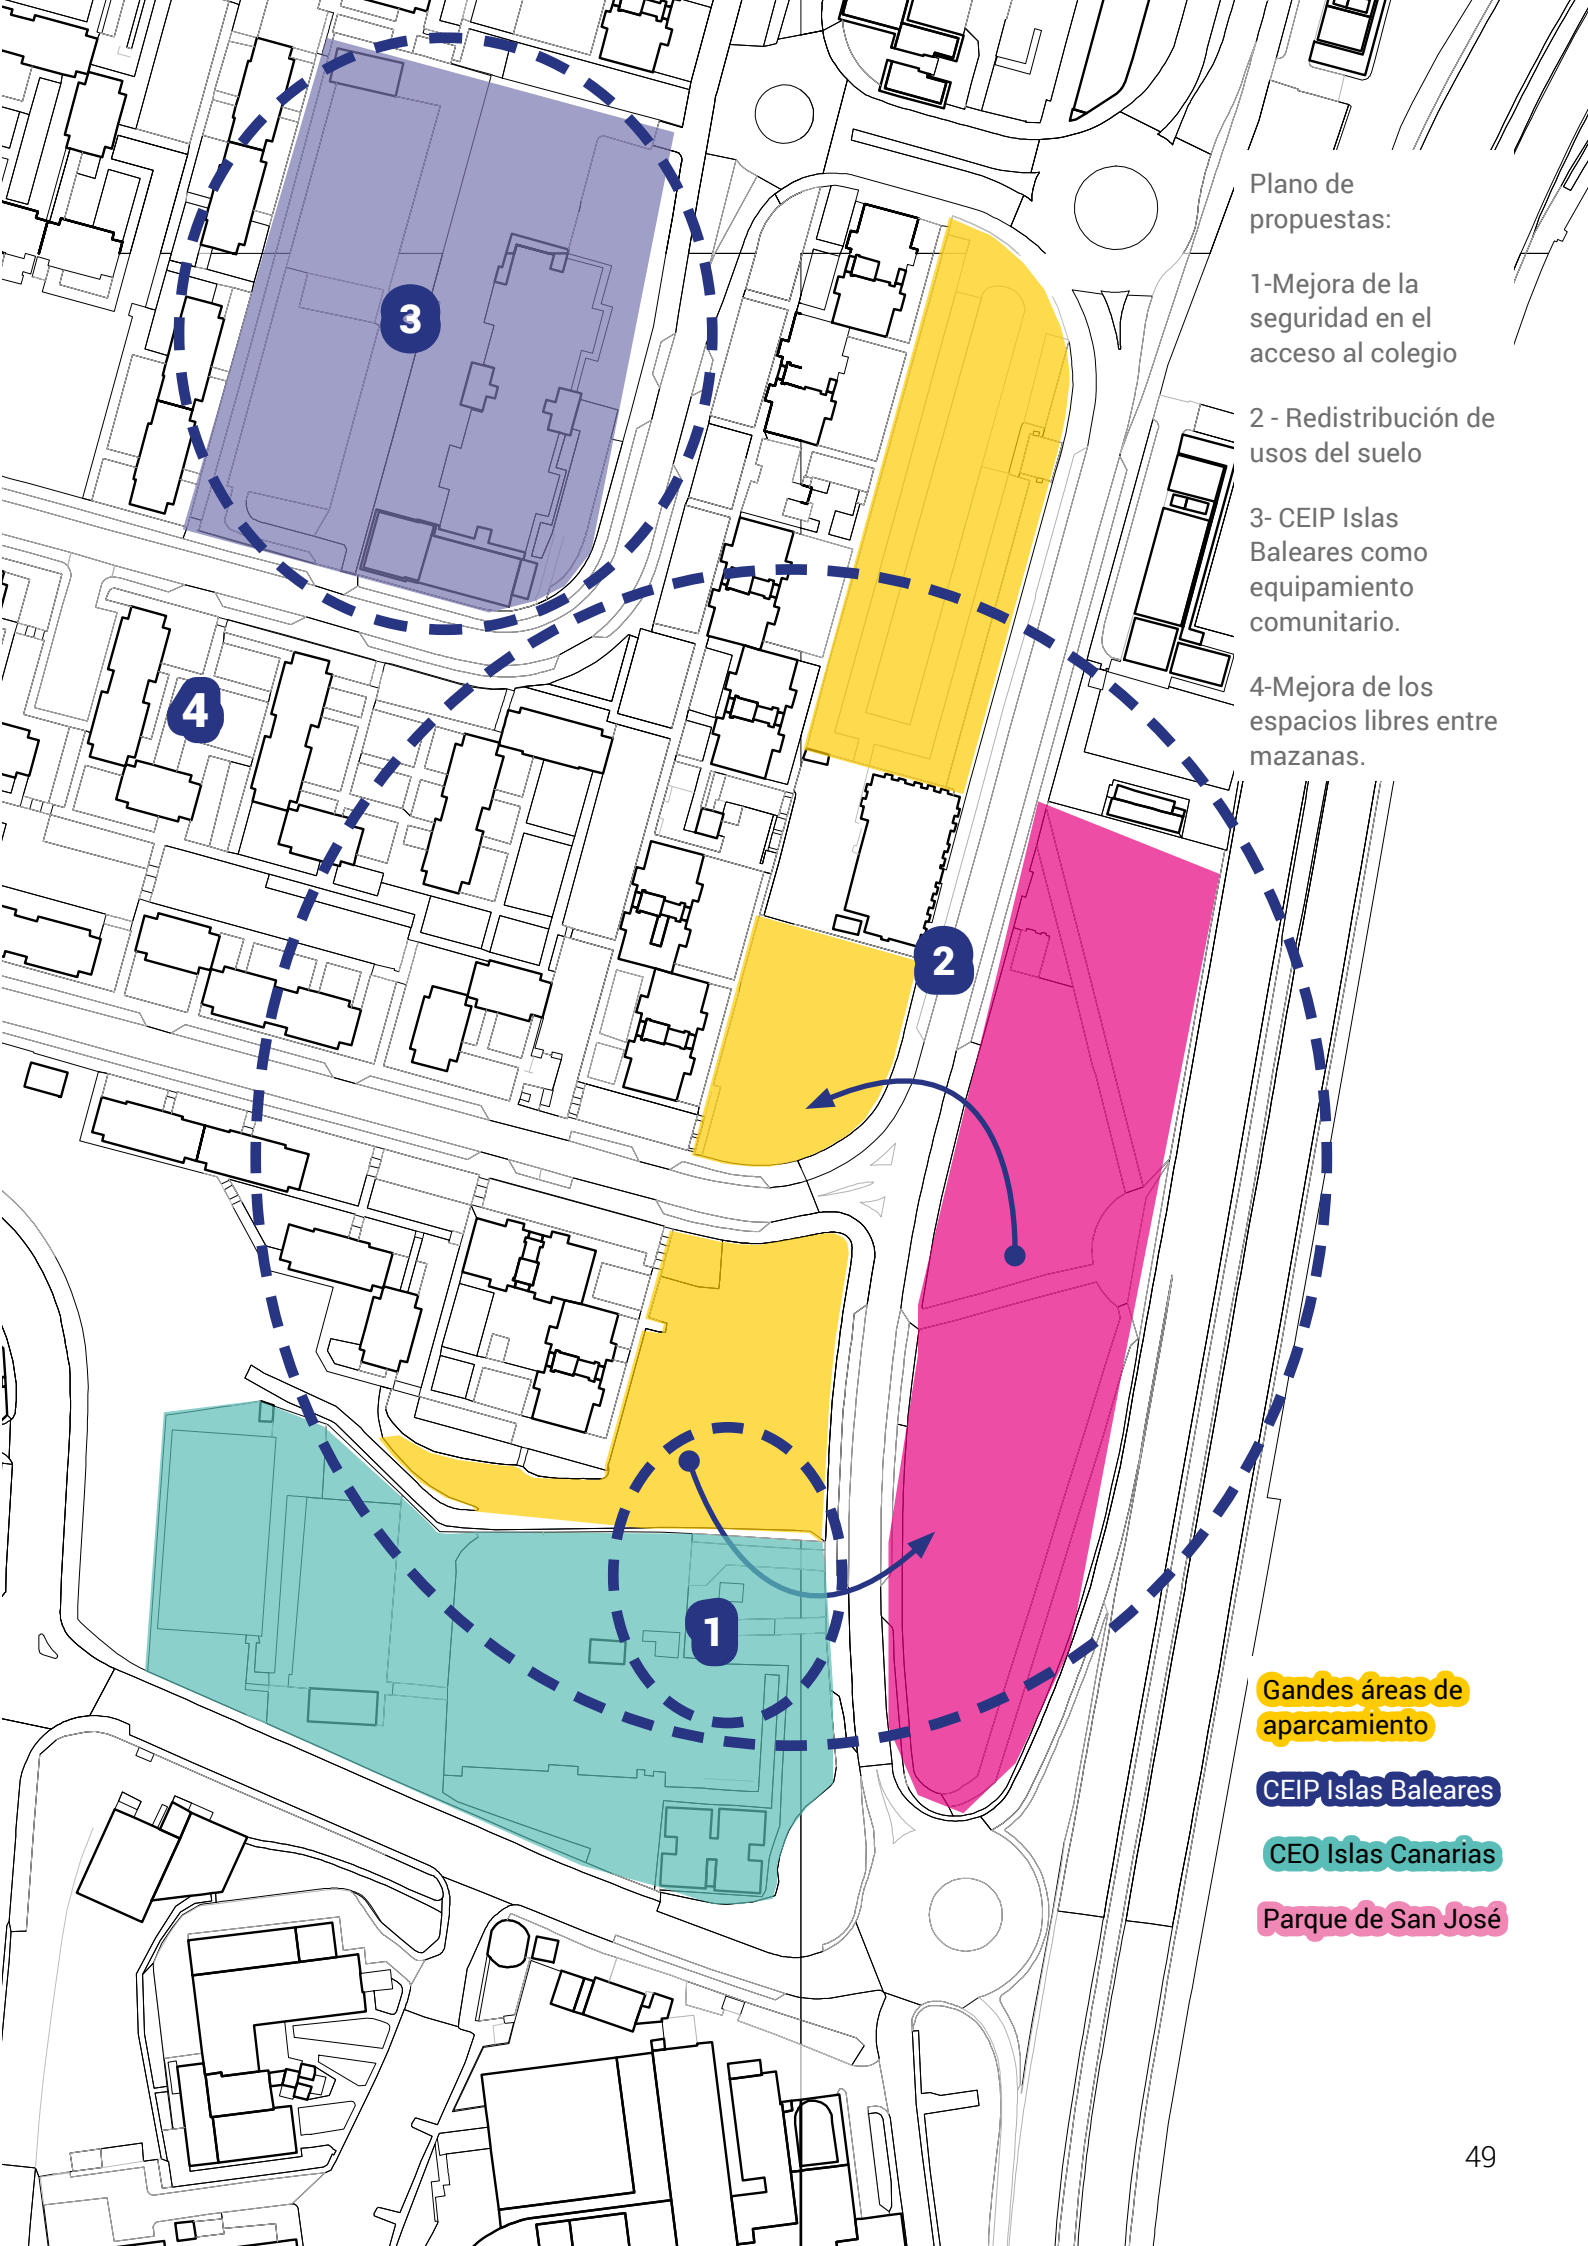 Plano de
propuestas:
1-Mejora de la
seguridad en el
acceso al colegio
2 - Redistribución de
usos del suelo
3- CEIP Islas
Baleares como
equipamiento
comunitario.
4-Mejora de los
espacios libres entre
mazanas.
3
4
2
1
Gandes áreas de
aparcamiento
CEIP Islas Baleares
CEO Islas Canarias
Parque de San José
49